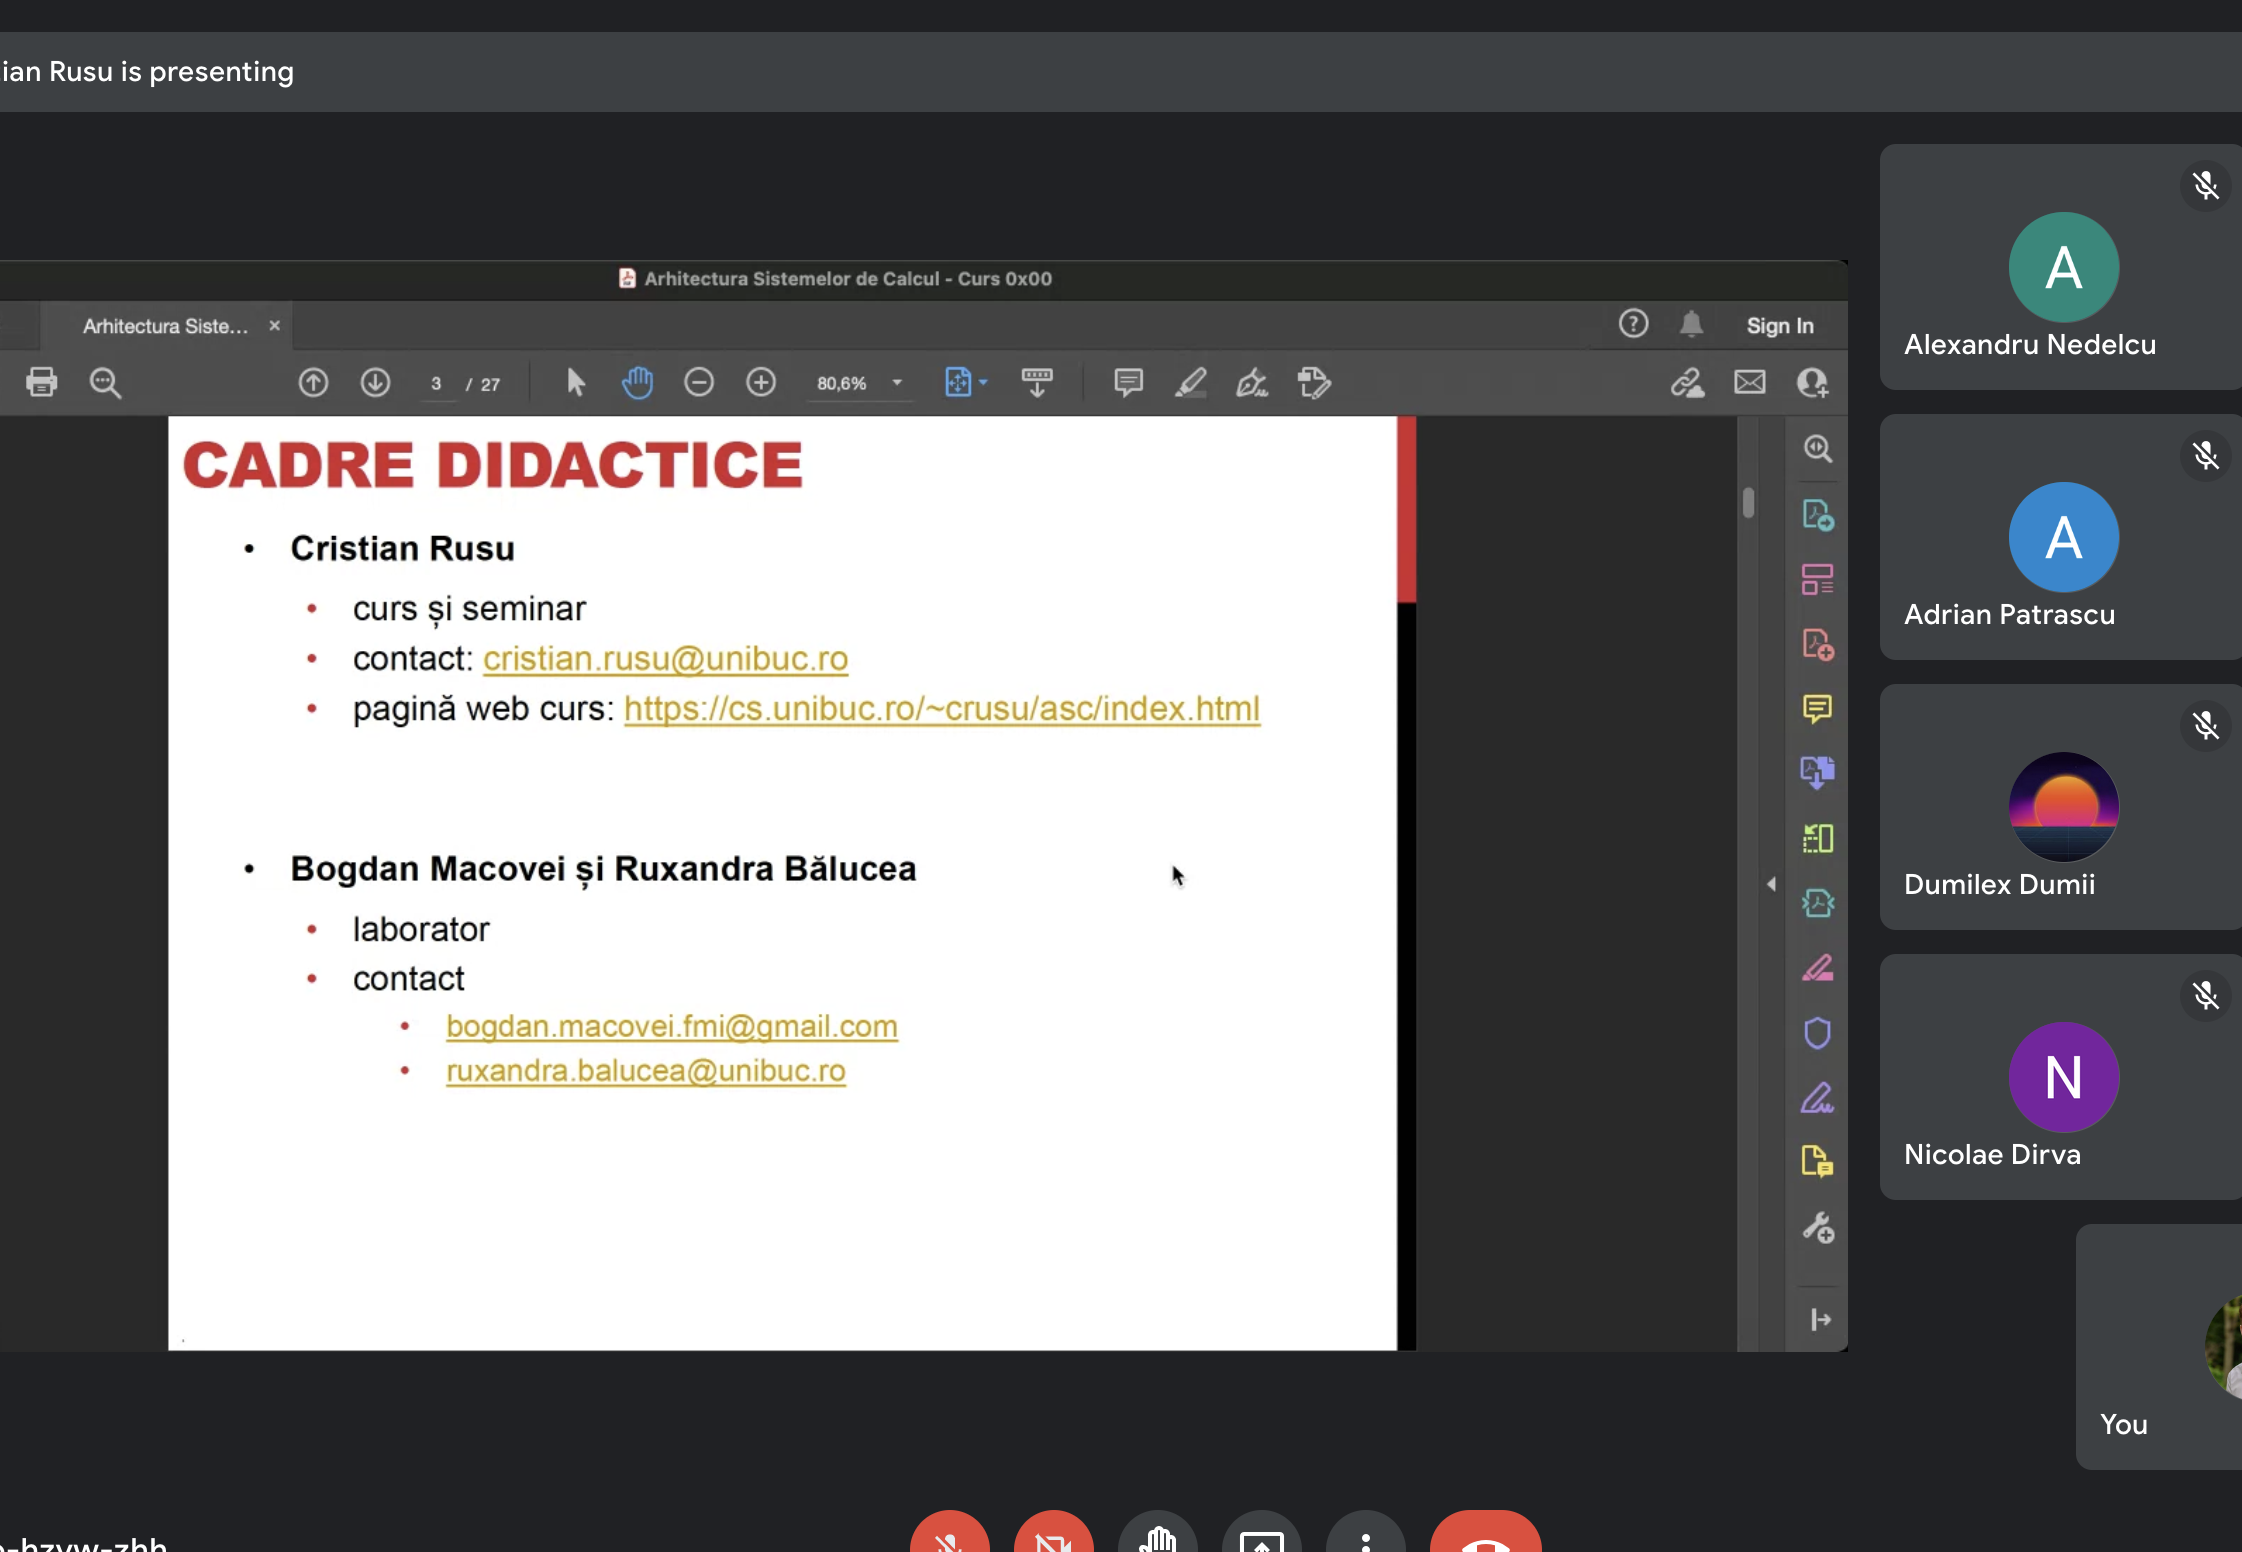 ian Rusu is presenting
Arhitectura Sistemelor de Calcul - Curs 0x00
Arhitectura Siste... ×
Sign In
3 / 27
80,6%
CADRE DIDACTICE
• Cristian Rusu
• curs și seminar
• contact: cristian.rusu@unibuc.ro
• pagină web curs: https://cs.unibuc.ro/~crusu/asc/index.html
• Bogdan Macovei și Ruxandra Bălucea
• laborator
• contact
• bogdan.macovei.fmi@gmail.com
• ruxandra.balucea@unibuc.ro
A
Alexandru Nedelcu
A
Adrian Patrascu
Dumilex Dumii
N
Nicolae Dirva
You